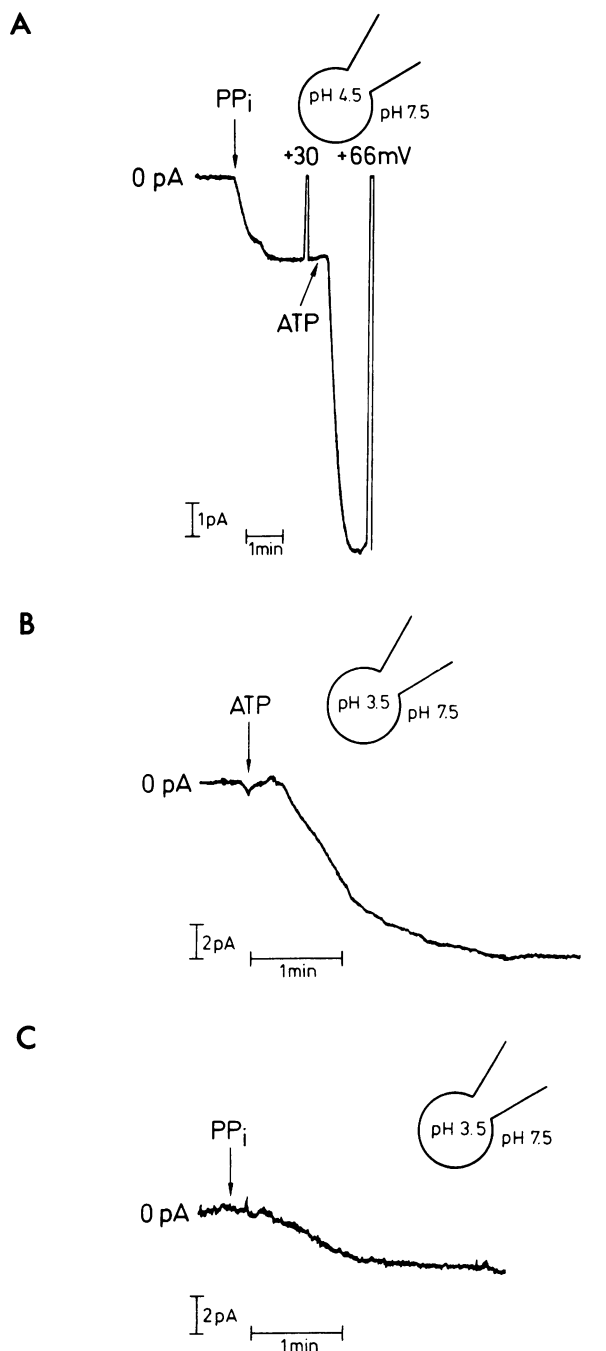 A
pH 4.5
pH 7.5
PPi
+30 +66mV
0 pA
ATP
1pA
1min
B
pH 3.5
pH 7.5
ATP
0 pA
2pA
1min
C
pH 3.5
pH 7.5
PPi
0 pA
2pA
1min